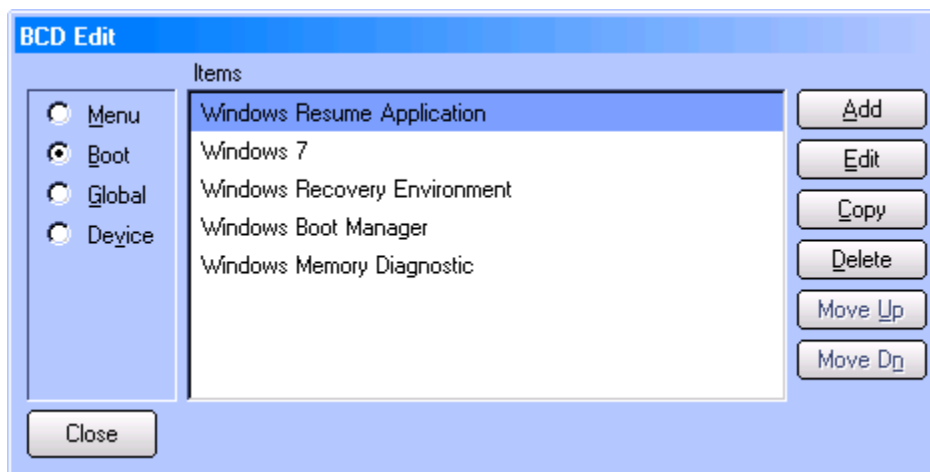 BCD Edit
Items
Menu
Boot
Global
Device
Windows Resume Application
Windows 7
Windows Recovery Environment
Windows Boot Manager
Windows Memory Diagnostic
Add
Edit
Copy
Delete
Move Up
Move Dn
Close